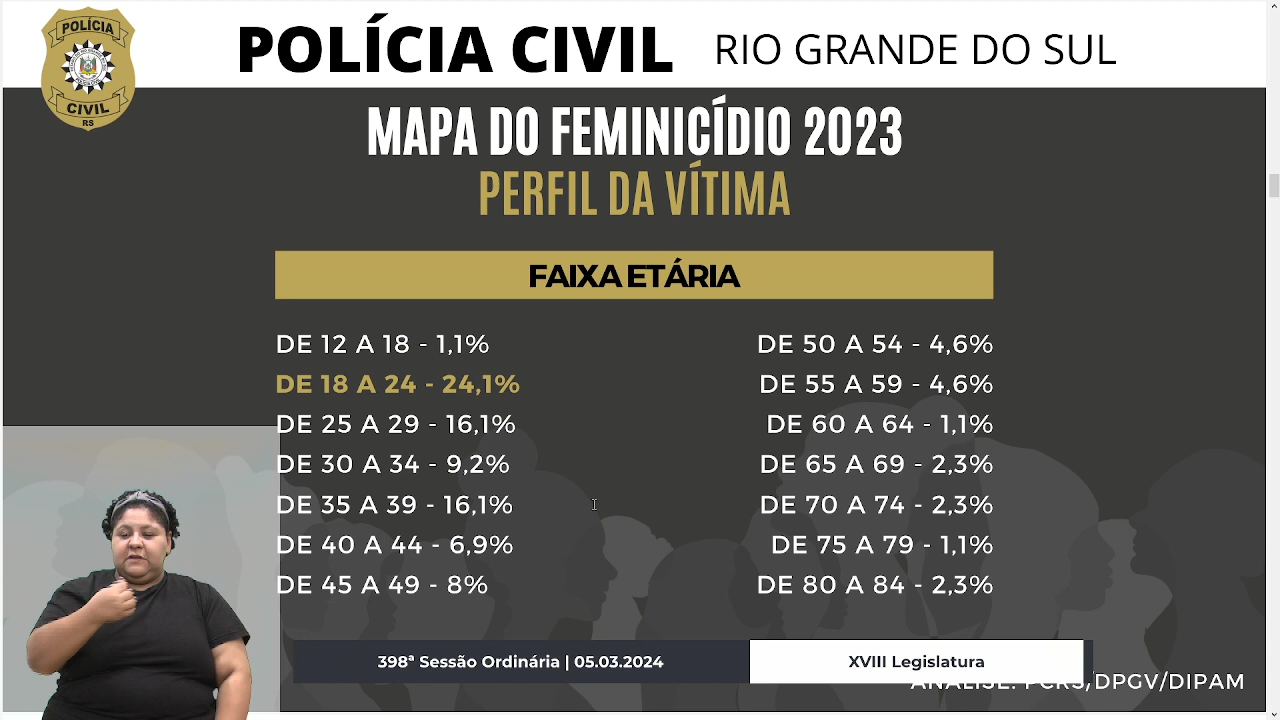 POLÍCIA
CIVIL
RS
POLÍCIA CIVIL RIO GRANDE DO SUL
MAPA DO FEMINICÍDIO 2023
PERFIL DA VÍTIMA
FAIXA ETÁRIA
DE 12 A 18 - 1,1%
DE 18 A 24 - 24,1%
DE 25 A 29 - 16,1%
DE 30 A 34 - 9,2%
DE 35 A 39 - 16,1%
DE 40 A 44 - 6,9%
DE 45 A 49 - 8%
DE 50 A 54 - 4,6%
DE 55 A 59 - 4,6%
DE 60 A 64 - 1,1%
DE 65 A 69 - 2,3%
DE 70 A 74 - 2,3%
DE 75 A 79 - 1,1%
DE 80 A 84 - 2,3%
398ª Sessão Ordinária | 05.03.2024
XVIII Legislatura
ANÁLISE: PCRS/DPGV/DIPAM